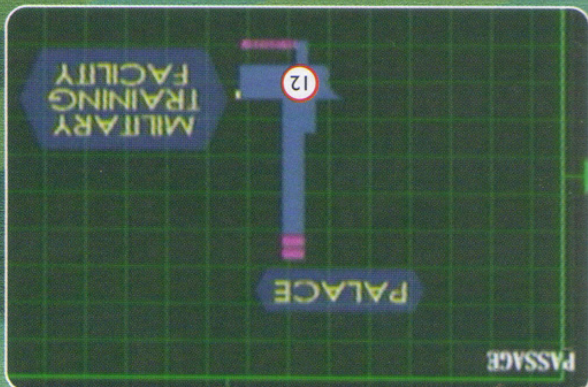 PASSAGE
PALACE
12
MILITARY
TRAINING
FACILITY